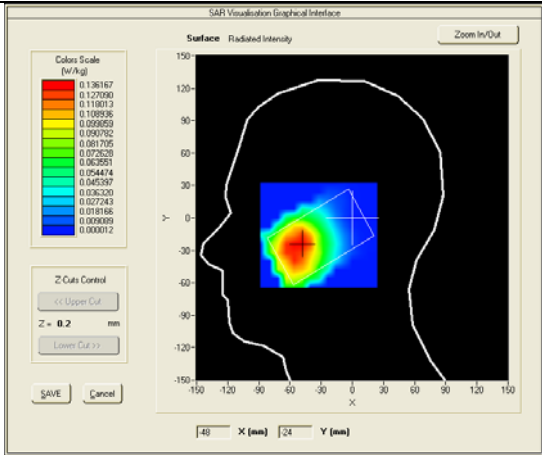 SAR Visualisation Graphical Interface
Surface Radiated Intensity
Zoom In/Out
Colors Scale
(W/kg)
0.136167
0.127090
0.118013
0.108936
0.099859
0.090782
0.081705
0.072628
0.063551
0.054474
0.045397
0.036320
0.027243
0.018166
0.009089
0.000012
Z Cuts Control
<< Upper Cut
Z = 0.2 mm
Lower Cut >>
SAVE Cancel
150-
120-
90-
60-
30-
0-
-30-
-60-
-90-
-120-
-150-
Y
-150 -120 -90 -60 -30 0 30 60 90 120 150
X
-48 X (mm) -24 Y (mm)